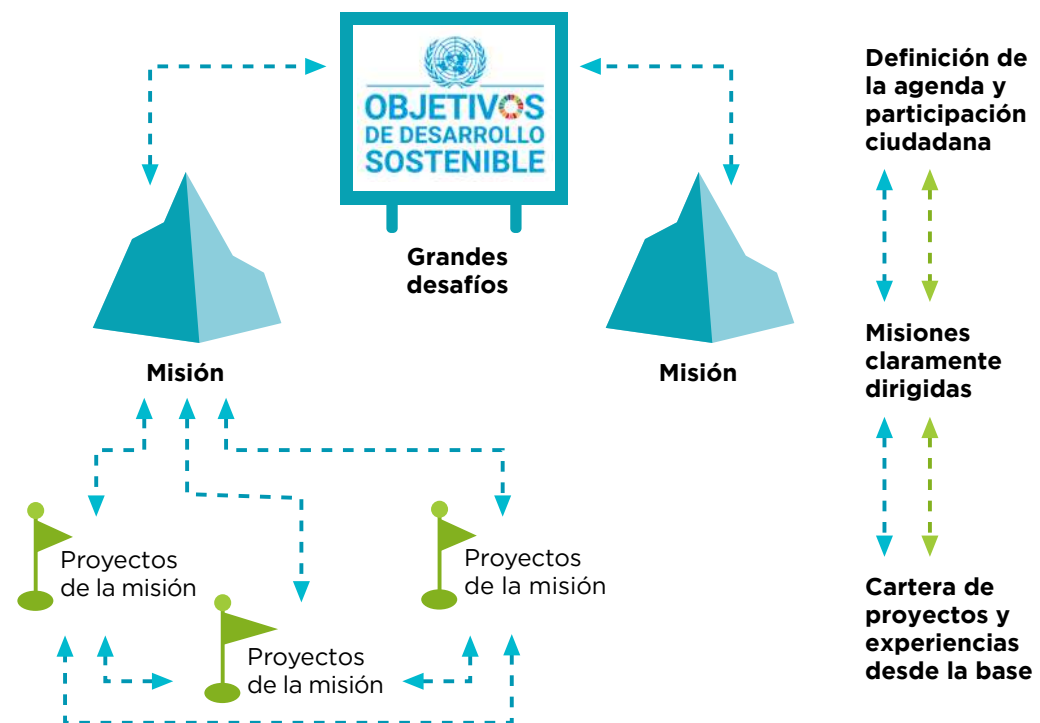 OBJETIVOS
DE DESARROLLO
SOSTENIBLE
Grandes
desafíos
Misión
Misión
Proyectos
de la misión
Proyectos
de la misión
Proyectos
de la misión
Definición de
la agenda y
participación
ciudadana
Misiones
claramente
dirigidas
Cartera de
proyectos y
experiencias
desde la base